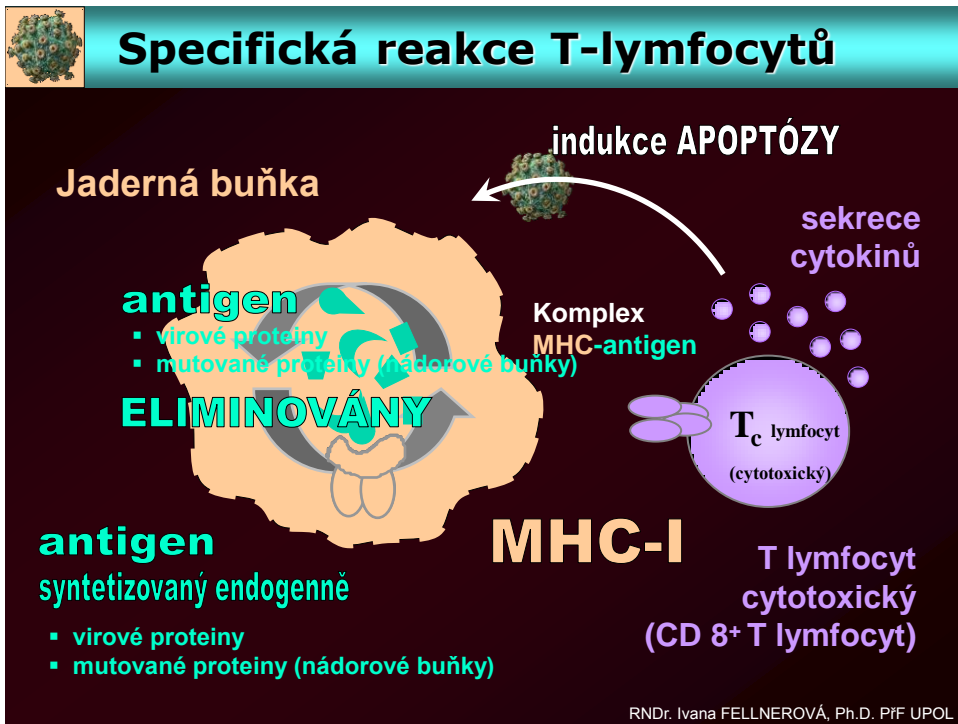 Specifická reakce T-lymfocytů
indukce APOPTÓZY
Jaderná buňka
sekrece
cytokinů
antigen
▪ virové proteiny
▪ mutované proteiny (nádorové buňky)
ELIMINOVÁNY
Komplex
MHC-antigen
Tc lymfocyt
(cytotoxický)
MHC-I
antigen
syntetizovaný endogenně
▪ virové proteiny
▪ mutované proteiny (nádorové buňky)
T lymfocyt
cytotoxický
(CD 8+ T lymfocyt)
RNDr. Ivana FELLNEROVÁ, Ph.D. PřF UPOL